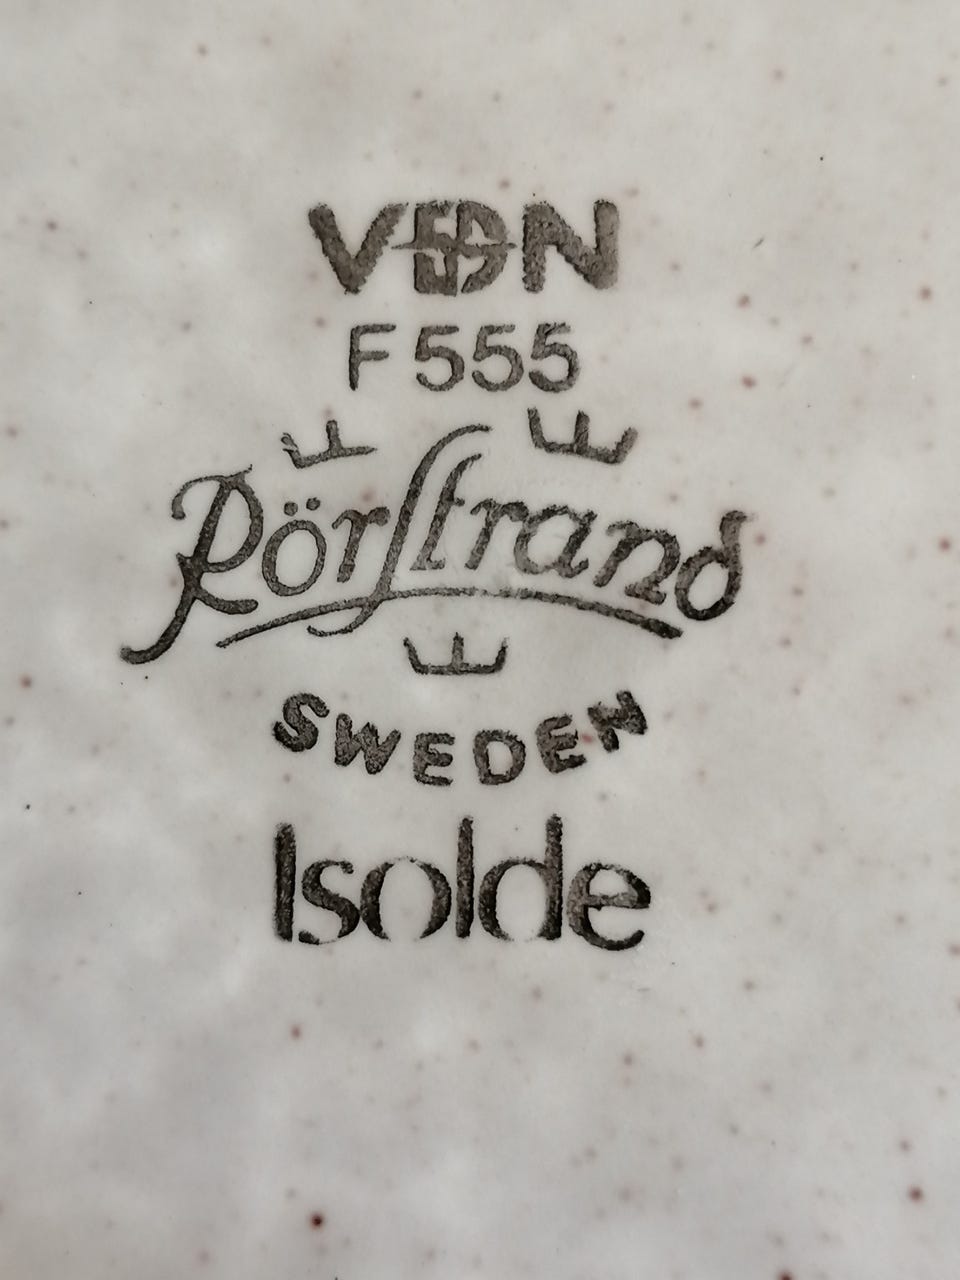 VDN
F 555
Rörstrand
SWEDEN
Isolde